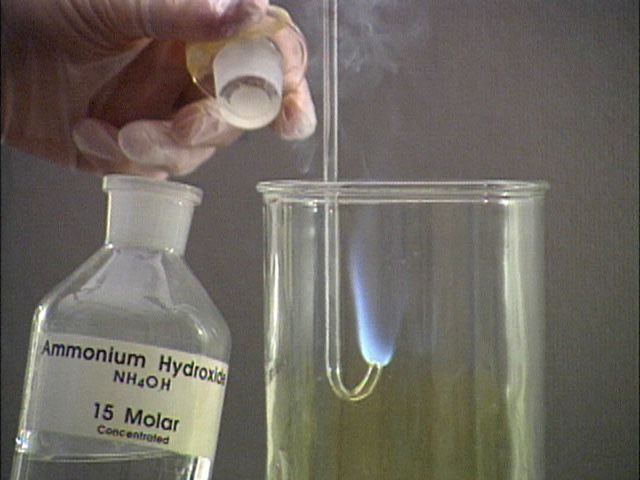 Ammonium Hydroxide
NH₄OH
15 Molar
Concentrated